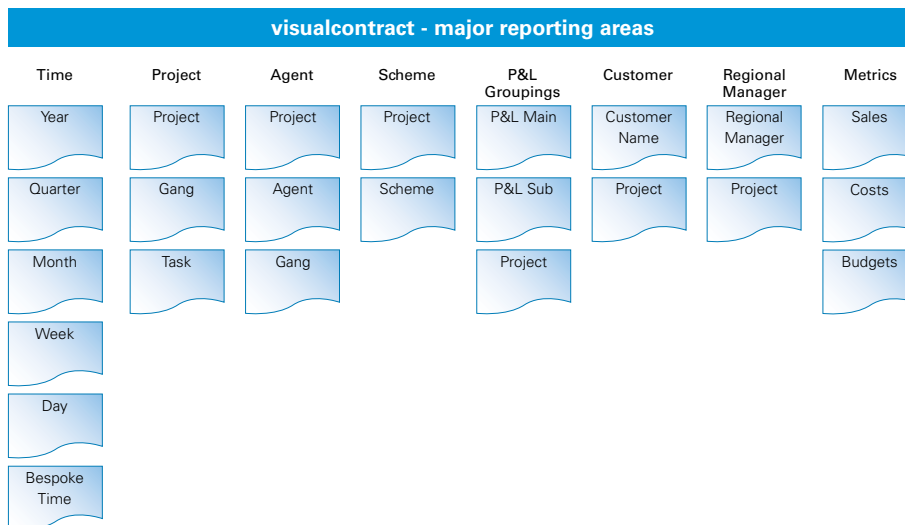 visualcontract - major reporting areas
Time
Project
Agent
Scheme
P&L
Groupings
Customer
Regional
Manager
Metrics
Year
Project
Project
Project
P&L Main
Customer
Name
Regional
Manager
Sales
Quarter
Gang
Agent
Scheme
P&L Sub
Project
Project
Costs
Month
Task
Gang
Project
Budgets
Week
Day
Bespoke
Time